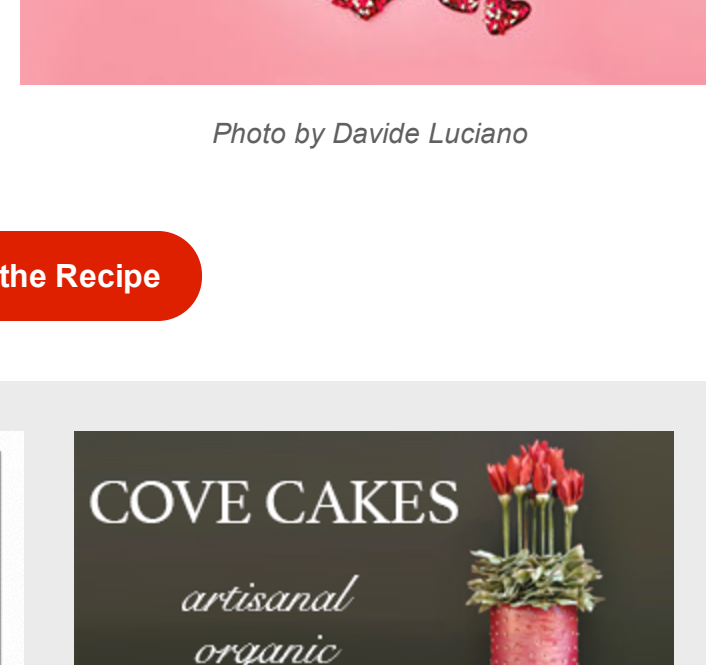 Photo by Davide Luciano
the Recipe
COVE CAKES
artisanal
organic